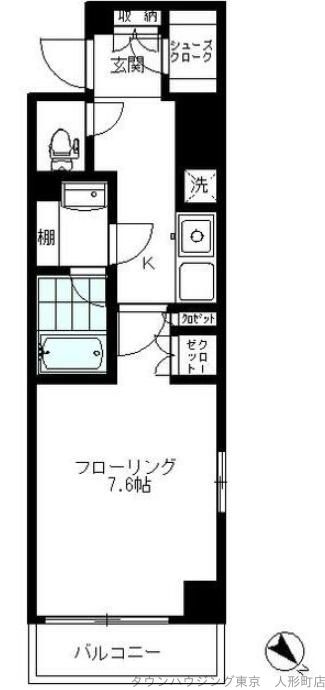 収納
玄関
シューズ
クローク
洗
棚
K
クロゼット
クロー
ゼット
フローリング
7.6帖
バルコニー
タウンハウジング東京 人形町店